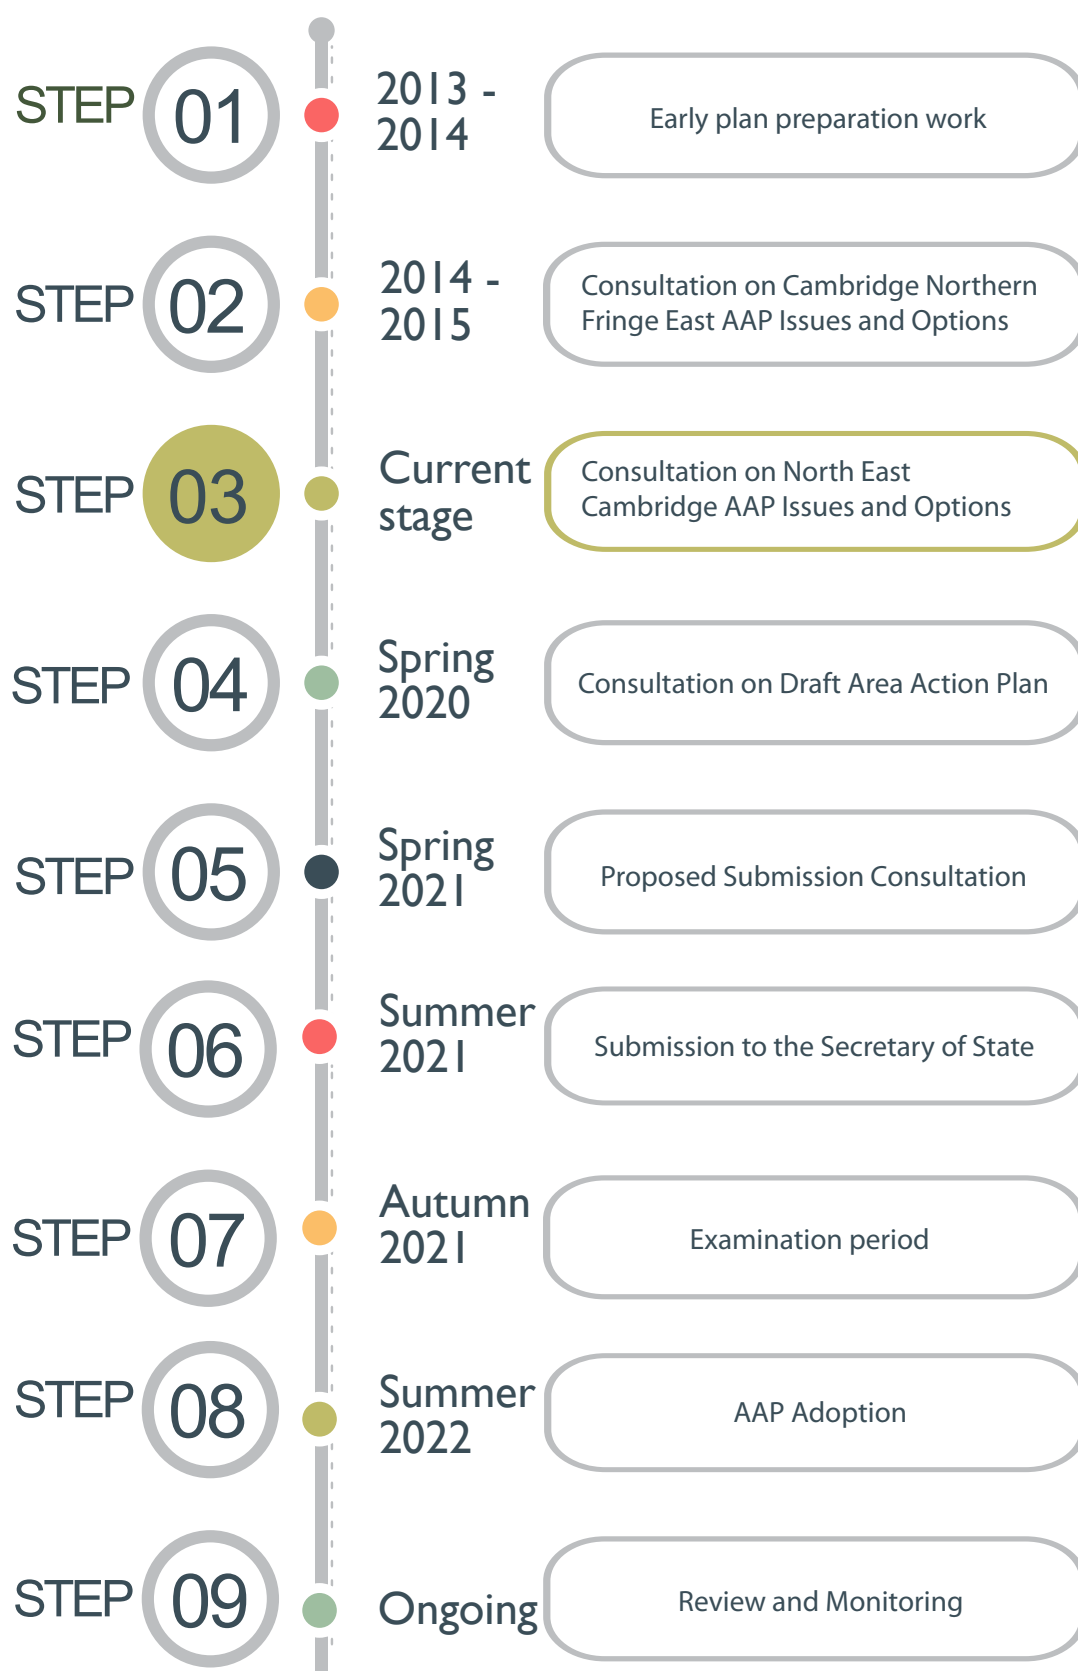 STEP 01
2013 -
2014
Early plan preparation work
STEP 02
2014 -
2015
Consultation on Cambridge Northern
Fringe East AAP Issues and Options
STEP 03
Current
stage
Consultation on North East
Cambridge AAP Issues and Options
STEP 04
Spring
2020
Consultation on Draft Area Action Plan
STEP 05
Spring
2021
Proposed Submission Consultation
STEP 06
Summer
2021
Submission to the Secretary of State
STEP 07
Autumn
2021
Examination period
STEP 08
Summer
2022
AAP Adoption
STEP 09
Ongoing
Review and Monitoring